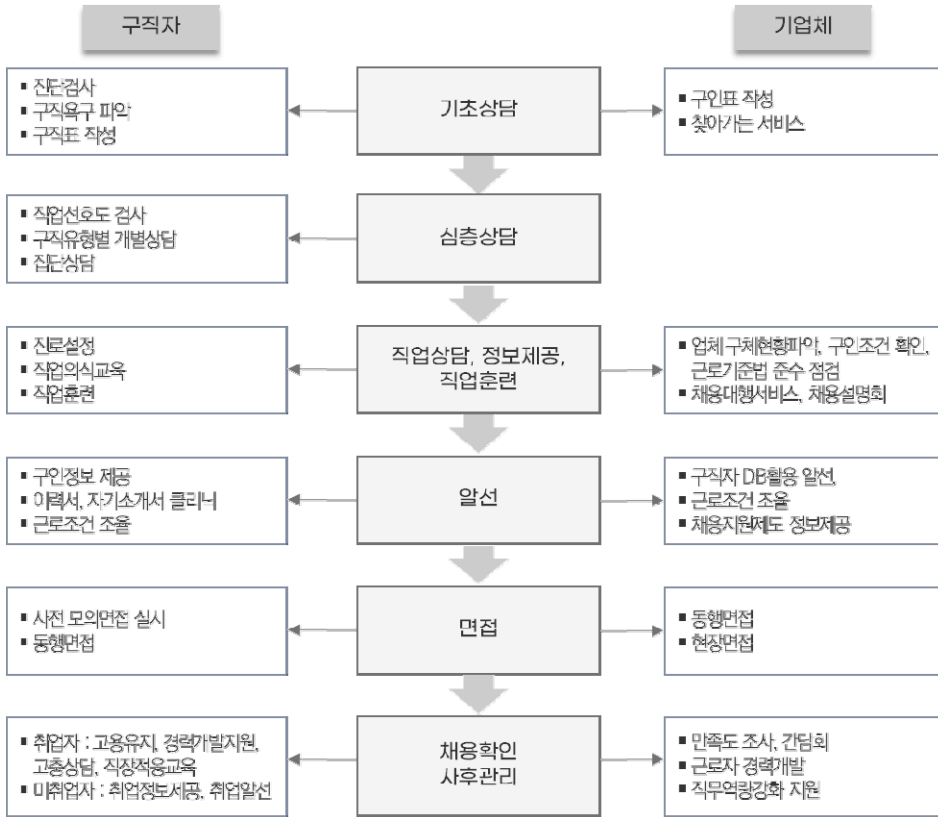 구직자
기업체
■ 진단검사
■ 구직욕구 파악
■ 구직표 작성
기초상담
■ 구인표 작성
■ 찾아가는 서비스
■ 직업선호도 검사
■ 구직유형별 개별상담
■ 집단상담
심층상담
■ 진로설정
■ 직업의식교육
■ 직업훈련
직업상담, 정보제공,
직업훈련
■ 업체 구체현황파악, 구인조건 확인,
근로기준법 준수 점검
■ 채용대행서비스, 채용설명회
■ 구인정보 제공
■ 이력서, 자기소개서 클리닉
■ 근로조건 조율
알선
■ 구직자 DB활용 알선,
■ 근로조건 조율
■ 채용지원제도 정보제공
■ 사전 모의면접 실시
■ 동행면접
면접
■ 동행면접
■ 현장면접
■ 취업자 : 고용유지, 경력개발지원,
고충상담, 직장적응교육
■ 미취업자 : 취업정보제공, 취업알선
채용확인
사후관리
■ 만족도 조사, 간담회
■ 근로자 경력개발
■ 직무역량강화 지원